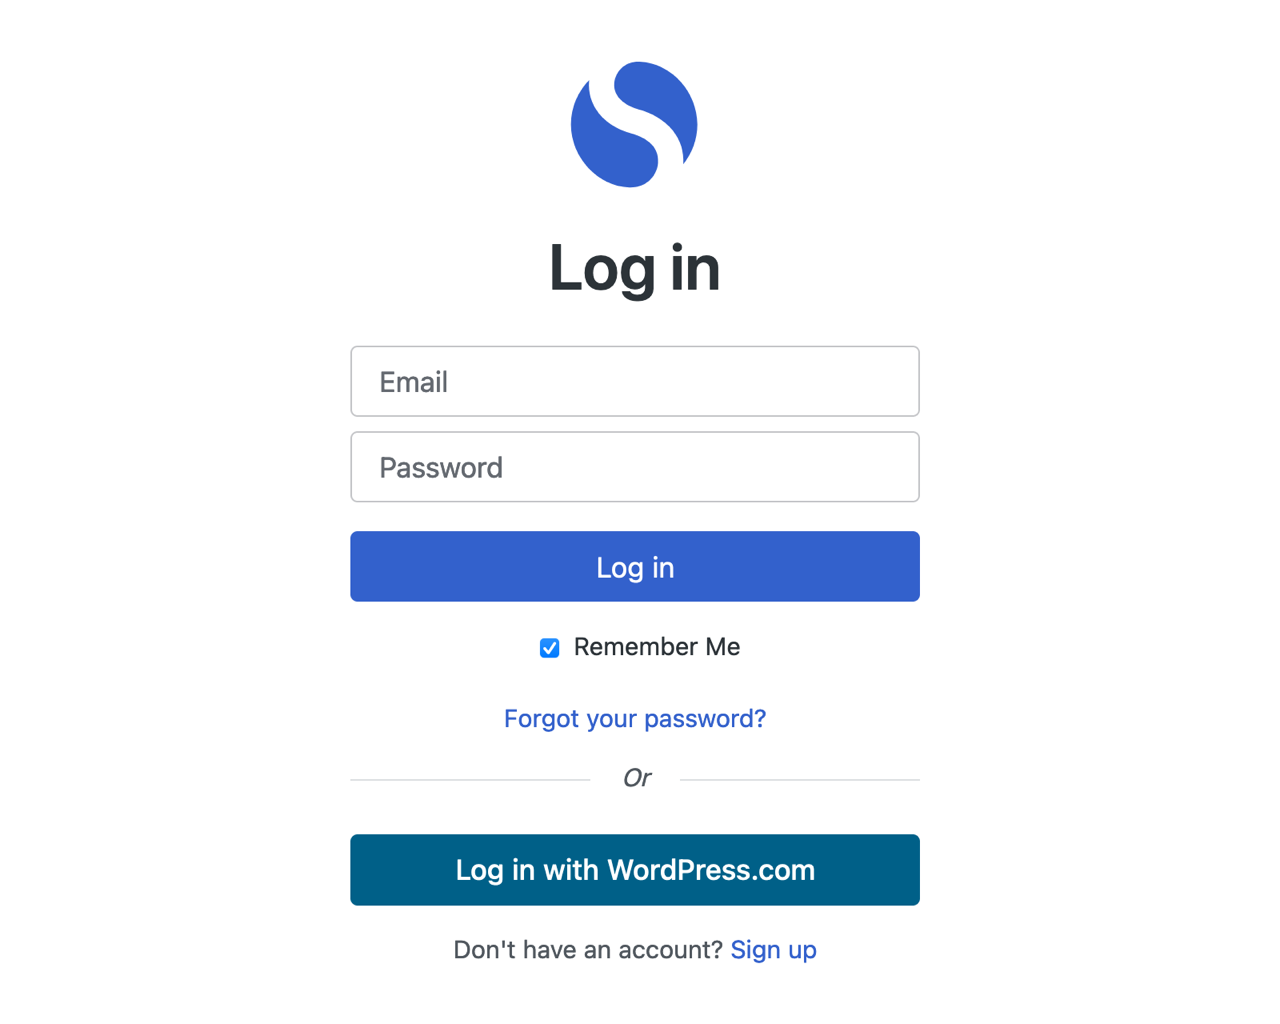 Log in
Email
Password
Log in
Remember Me
Forgot your password?
Or
Log in with WordPress.com
Don't have an account? Sign up